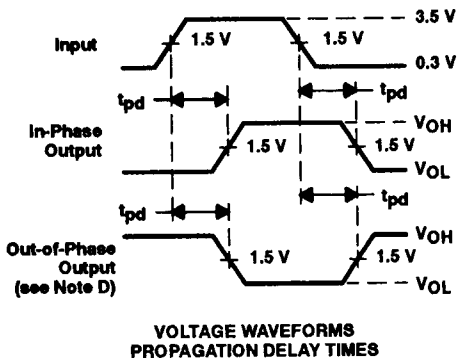 3.5 V
Input
1.5 V
1.5 V
0.3 V
tpd
tpd
VOH
In-Phase
Output
1.5 V
1.5 V
VOL
tpd
tpd
VOH
Out-of-Phase
Output
(see Note D)
1.5 V
1.5 V
VOL
VOLTAGE WAVEFORMS
PROPAGATION DELAY TIMES